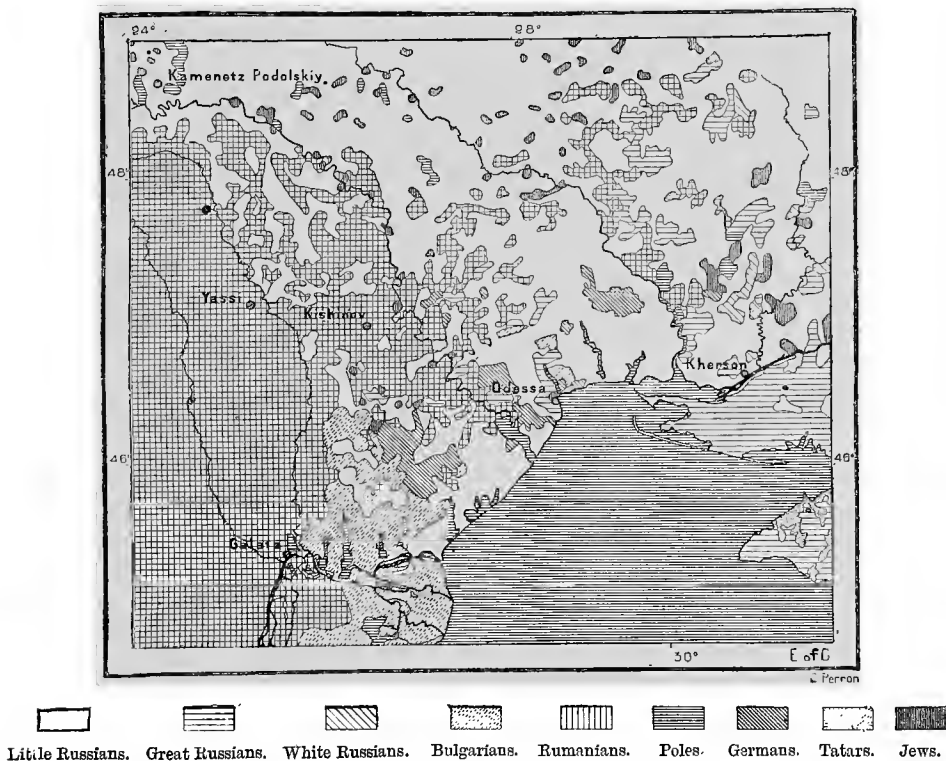 24° 28°
Kamenetz Podolskiy
48° 48°
Yassi
Kishinov
Odessa
Kherson
46° 46°
Galatz
30° E of G
Perron
Little Russians. Great Russians. White Russians. Bulgarians. Rumanians. Poles. Germans. Tatars. Jews.